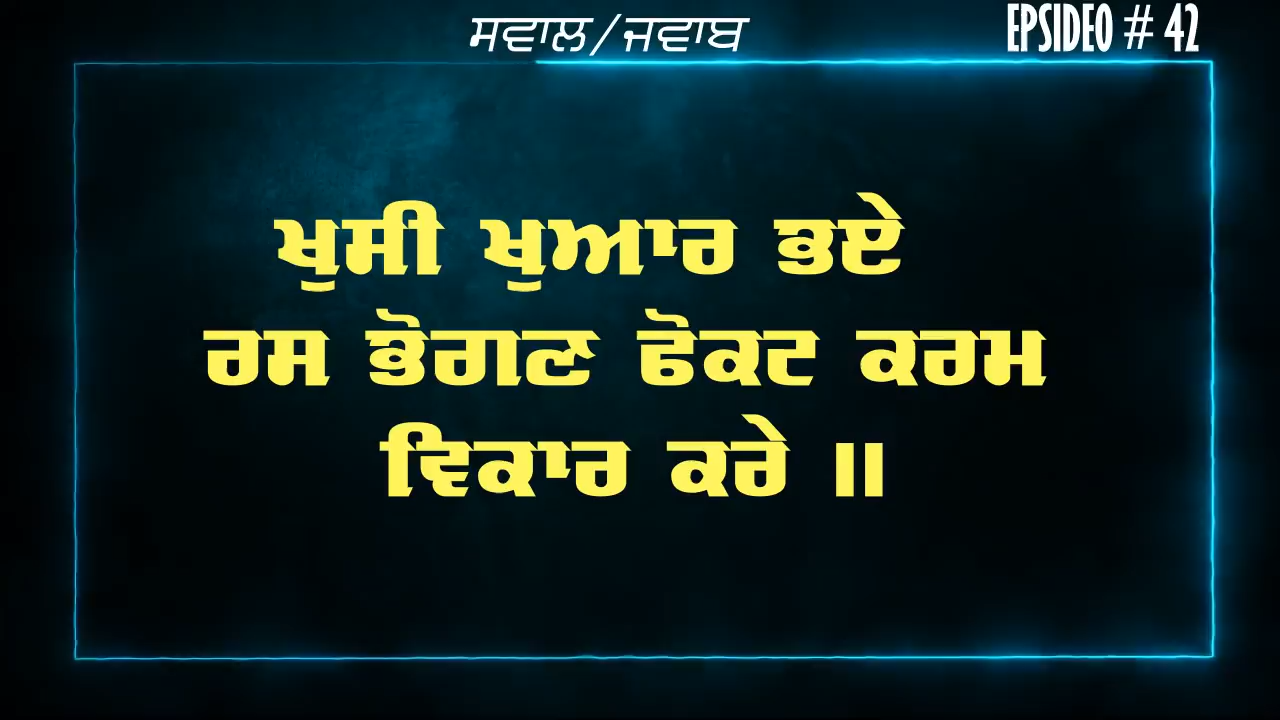 ਸਵਾਲ/ਜਵਾਬ
EPSIDEO # 42
ਖੁਸੀ ਖੁਆਰ ਭਏ
ਰਸ ਭੋਗਣ ਫੋਕਟ ਕਰਮ
ਵਿਕਾਰ ਕਰੇ ॥